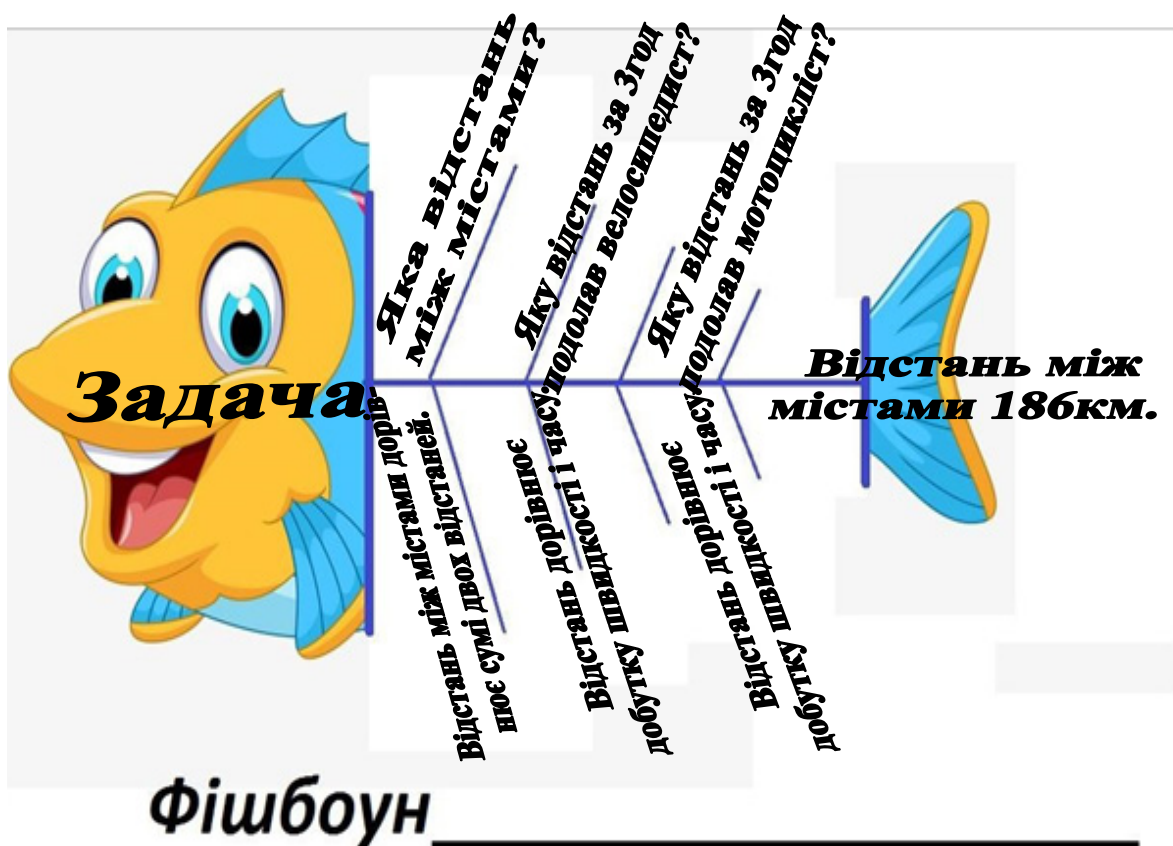 Яка відстань
між містами?
Яку відстань за 3год
подолав велосипедист?
Яку відстань за 3год
подолав мотоцикліст?
Задача
Відстань між
містами 186км.
Відстань між містами дорів-
нює сумі двох відстаней.
Відстань дорівнює
добутку швидкості і часу
Відстань дорівнює
добутку швидкості і часу
Фішбоун